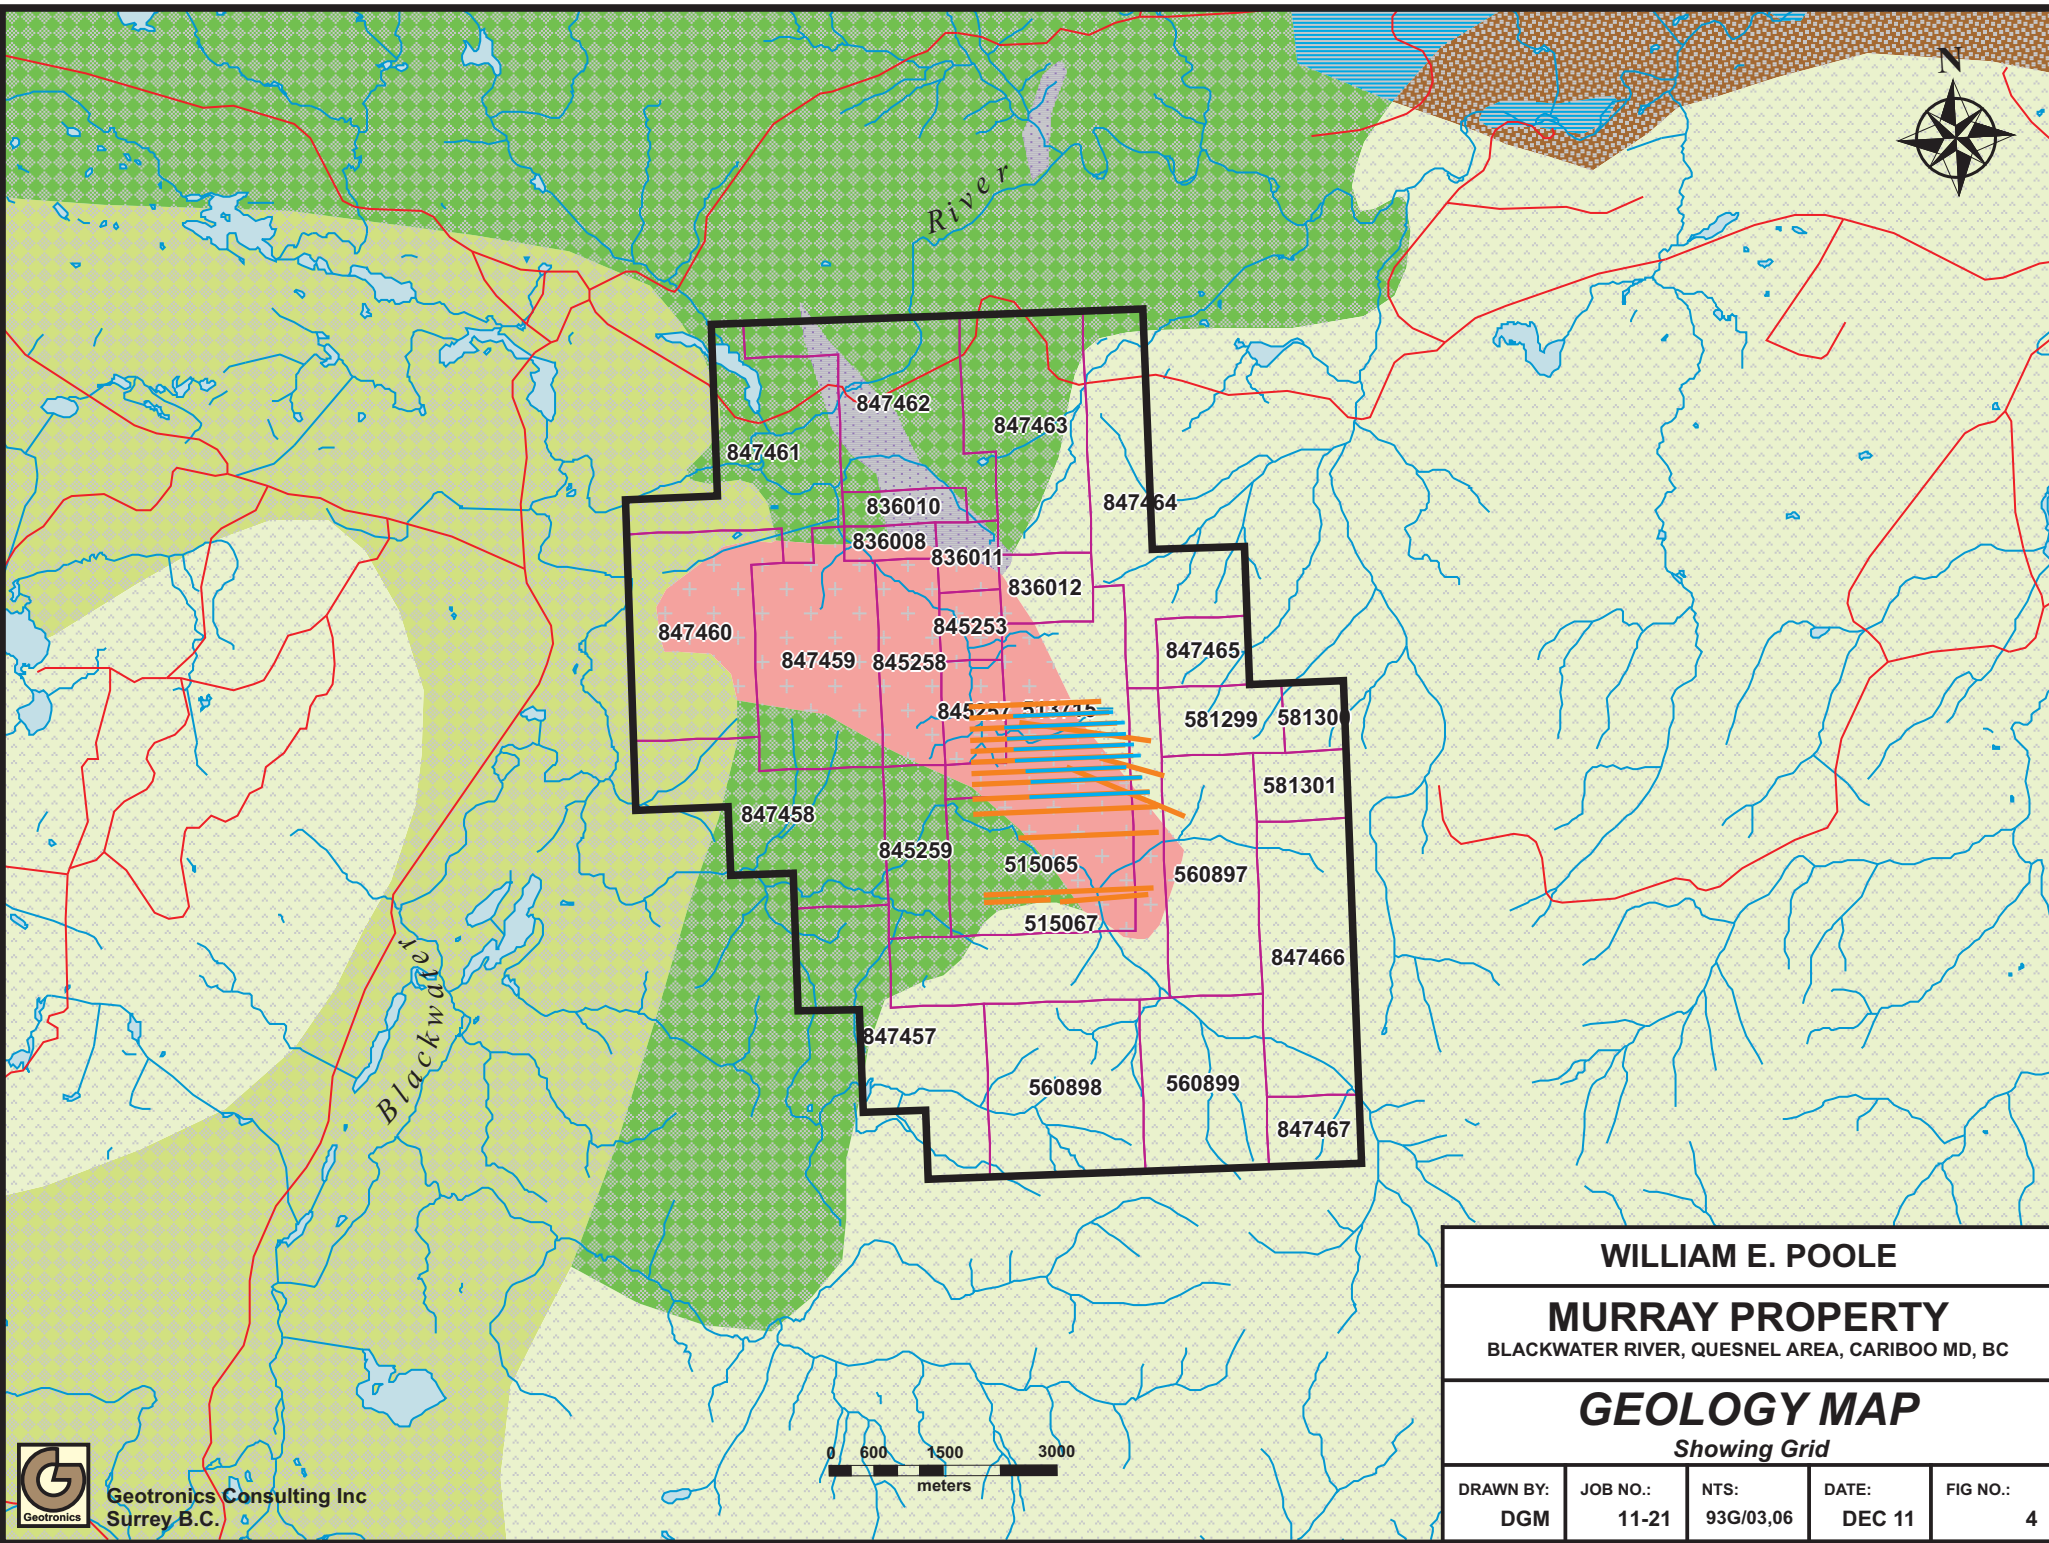 N
River
847462
847463
847461
847464
836010
836008
836011
836012
845253
847460
847459
845258
847465
845257
513715
581299
581300
581301
847458
845259
515065
560897
515067
847466
Blackwater
847457
560898
560899
847467
WILLIAM E. POOLE
MURRAY PROPERTY
BLACKWATER RIVER, QUESNEL AREA, CARIBOO MD, BC
GEOLOGY MAP
Showing Grid
DRAWN BY:
DGM
JOB NO.:
11-21
NTS:
93G/03,06
DATE:
DEC 11
FIG NO.:
4
0 600 1500 3000
meters
Geotronics
Geotronics Consulting Inc
Surrey B.C.